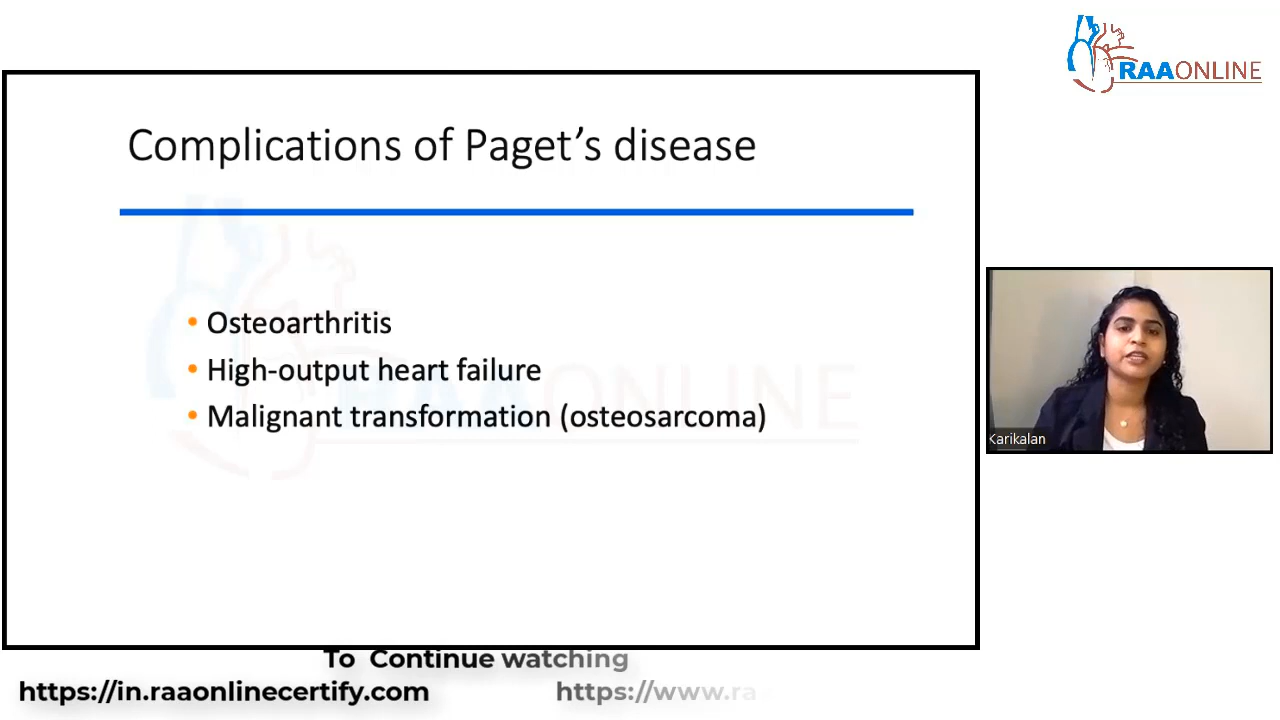 RAAONLINE
Complications of Paget's disease
• Osteoarthritis
• High-output heart failure
• Malignant transformation (osteosarcoma)
RAAONLINE
Karikalan
To Continue watching
https://in.raaonlinecertify.com https://www.ra